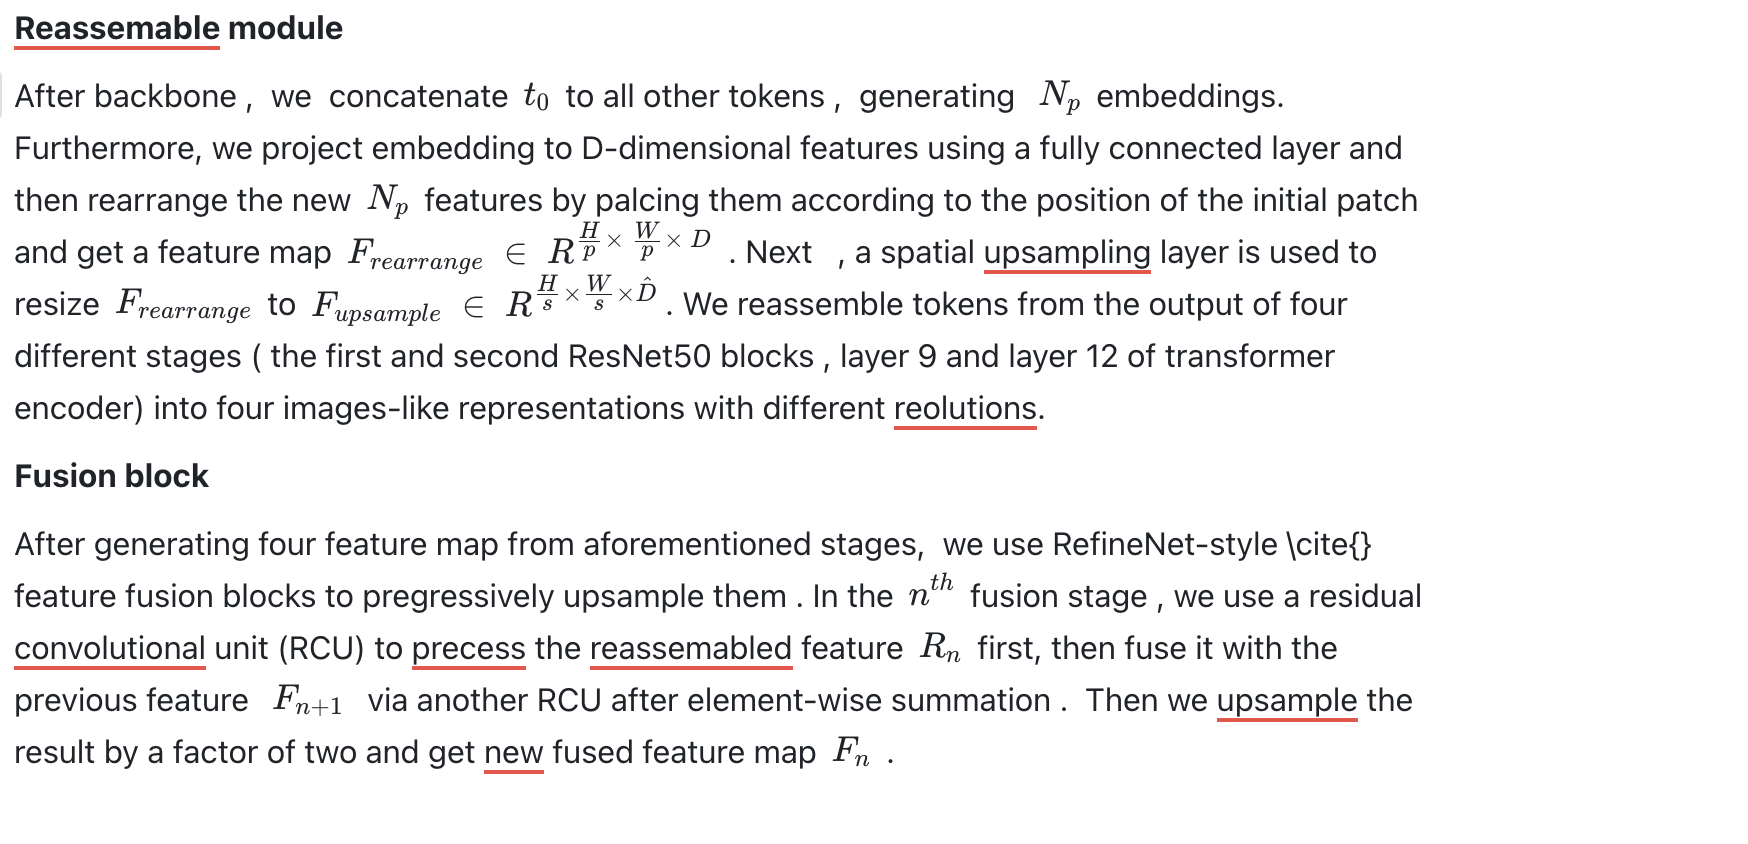 Reassemable module
After backbone , we concatenate t_0 to all other tokens , generating N_p embeddings.
Furthermore, we project embedding to D-dimensional features using a fully connected layer and
then rearrange the new N_p features by palcing them according to the position of the initial patch
and get a feature map F_{rearrange} ∈ R^{\frac{H}{p} × \frac{W}{p} × D} . Next , a spatial upsampling layer is used to
resize F_{rearrange} to F_{upsample} ∈ R^{\frac{H}{s} × \frac{W}{s} × \hat{D}} . We reassemble tokens from the output of four
different stages ( the first and second ResNet50 blocks , layer 9 and layer 12 of transformer
encoder) into four images-like representations with different reolutions.
Fusion block
After generating four feature map from aforementioned stages, we use RefineNet-style \cite{}
feature fusion blocks to pregressively upsample them . In the n^{th} fusion stage , we use a residual
convolutional unit (RCU) to precess the reassemabled feature R_n first, then fuse it with the
previous feature F_{n+1} via another RCU after element-wise summation . Then we upsample the
result by a factor of two and get new fused feature map F_n .